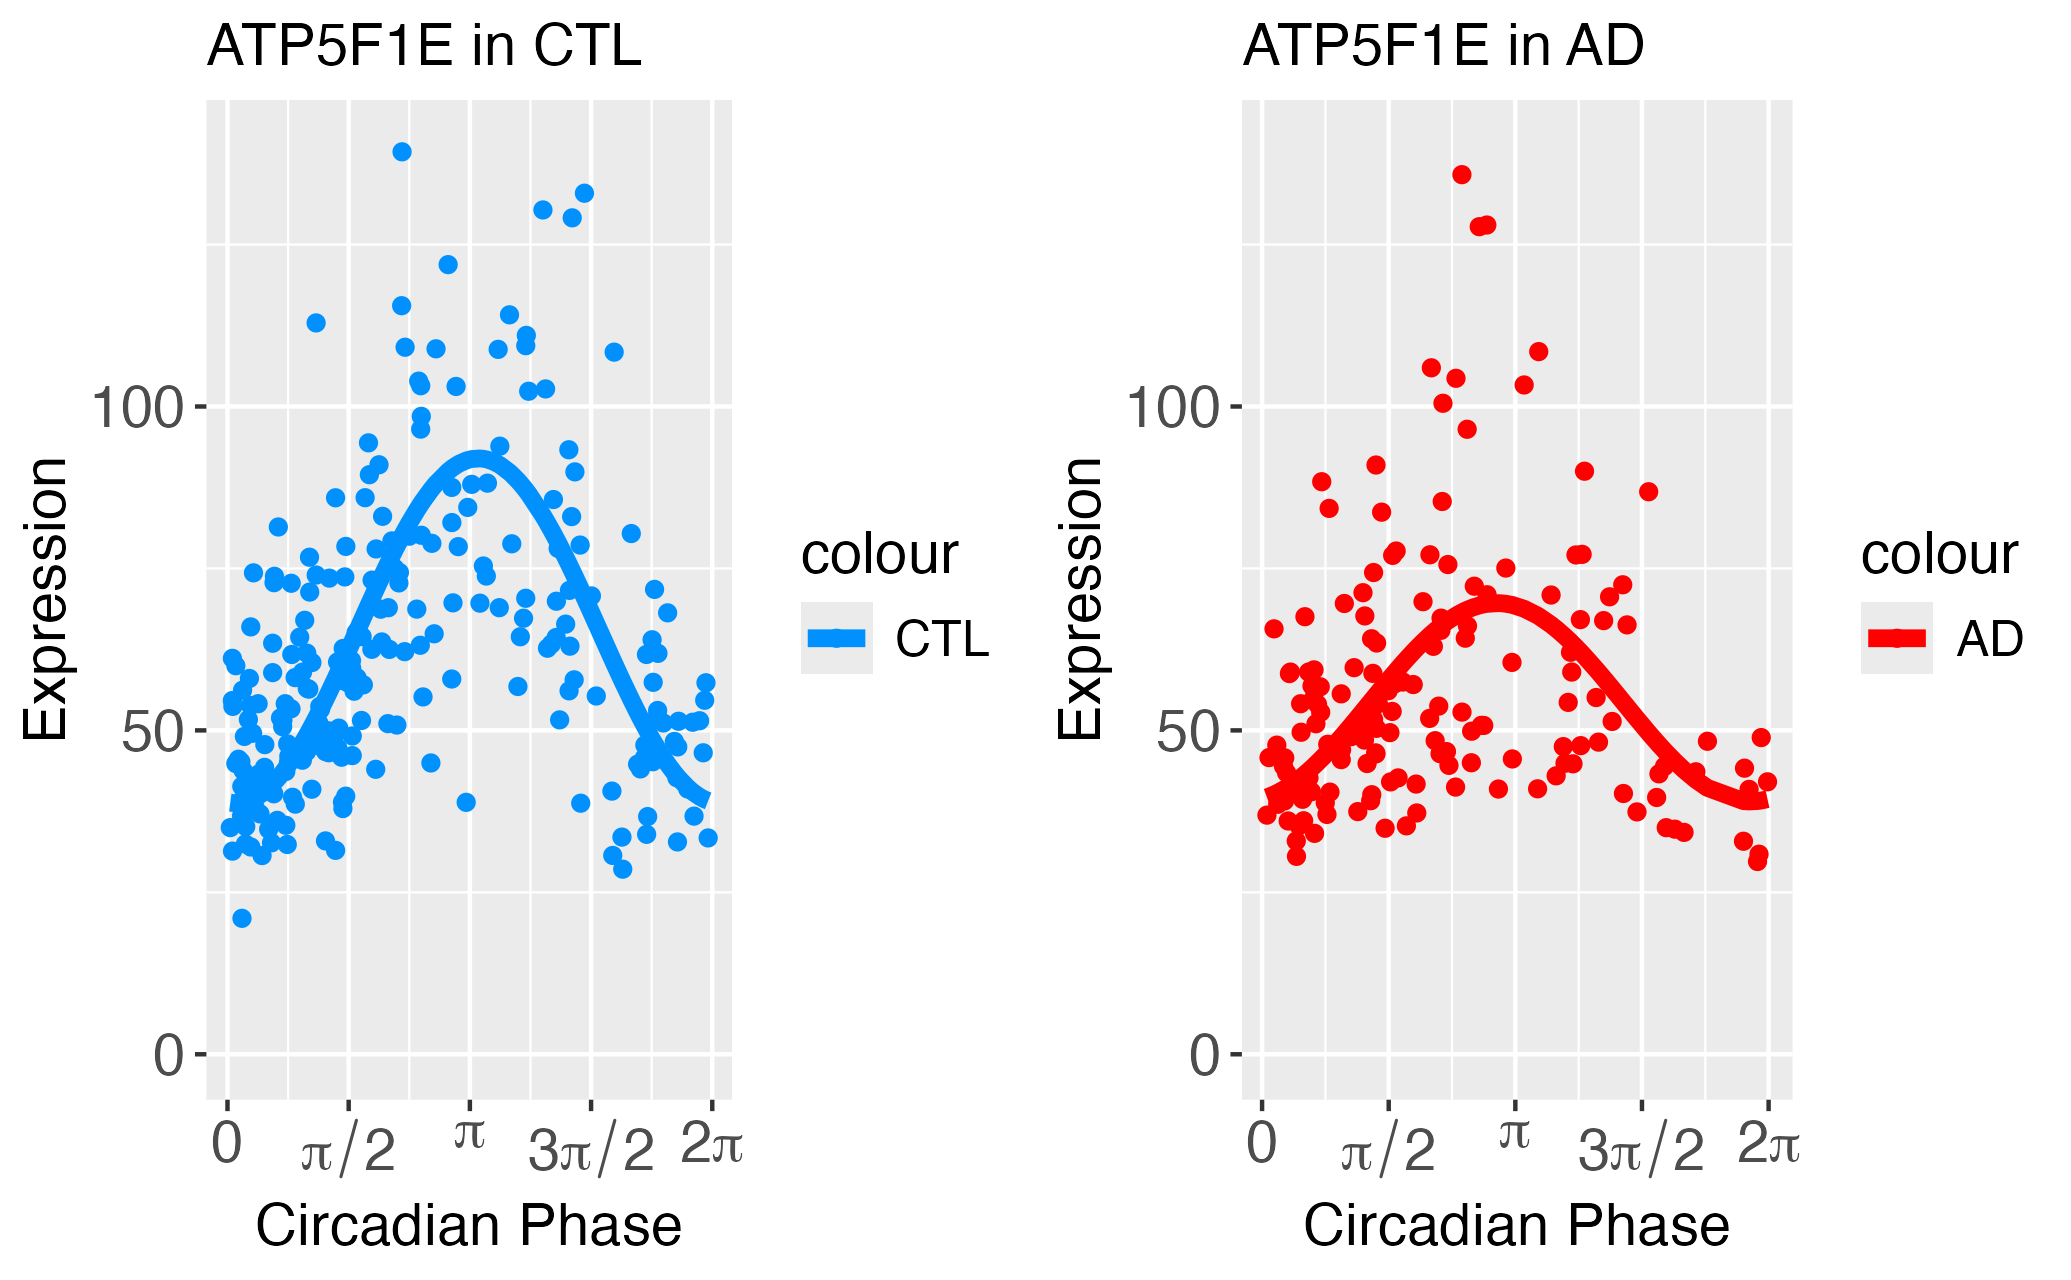 ATP5F1E in CTL
Expression
100
50
0
0 π/2 π 3π/2 2π
Circadian Phase
colour
CTL
ATP5F1E in AD
Expression
100
50
0
0 π/2 π 3π/2 2π
Circadian Phase
colour
AD